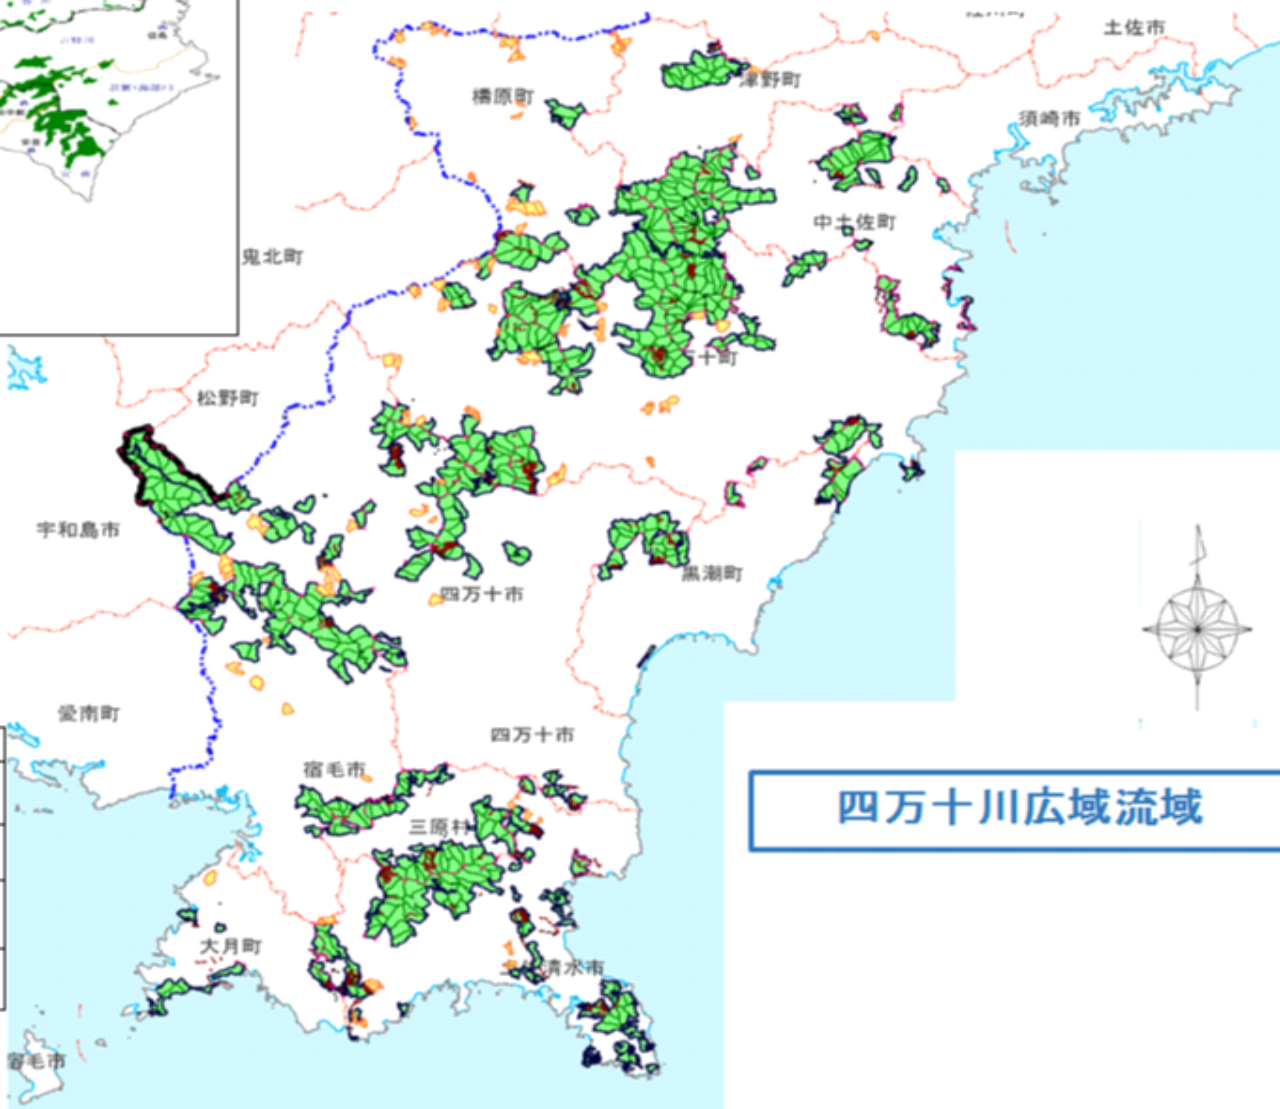 土佐市
津野町
梼原町
須崎市
中土佐町
鬼北町
十町
松野町
宇和島市
黒潮町
四万十市
愛南町
四万十市
宿毛市
四万十川広域流域
三原村
大月町
清水市
宿毛市